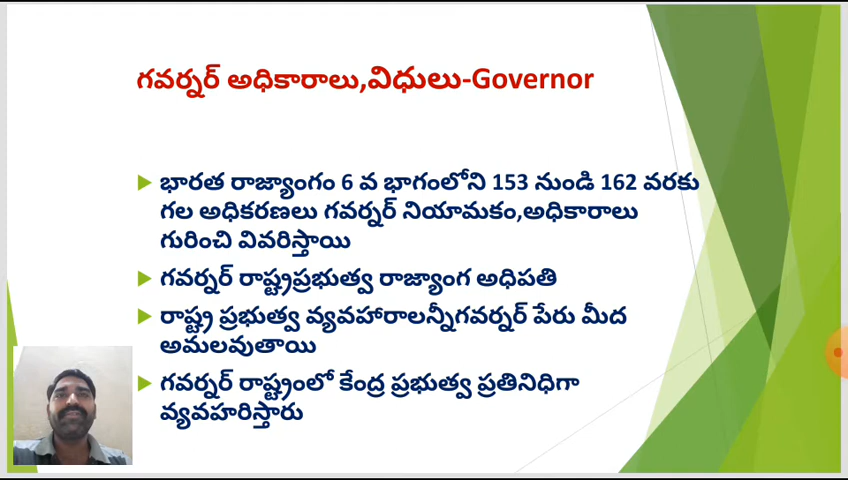 గవర్నర్ అధికారాలు,విధులు-Governor
భారత రాజ్యాంగం 6 వ భాగంలోని 153 నుండి 162 వరకు
గల అధికరణలు గవర్నర్ నియామకం,అధికారాలు
గురించి వివరిస్తాయి
గవర్నర్ రాష్ట్రప్రభుత్వ రాజ్యాంగ అధిపతి
రాష్ట్ర ప్రభుత్వ వ్యవహారాలన్నీగవర్నర్ పేరు మీద
అమలవుతాయి
గవర్నర్ రాష్ట్రంలో కేంద్ర ప్రభుత్వ ప్రతినిధిగా
వ్యవహరిస్తారు